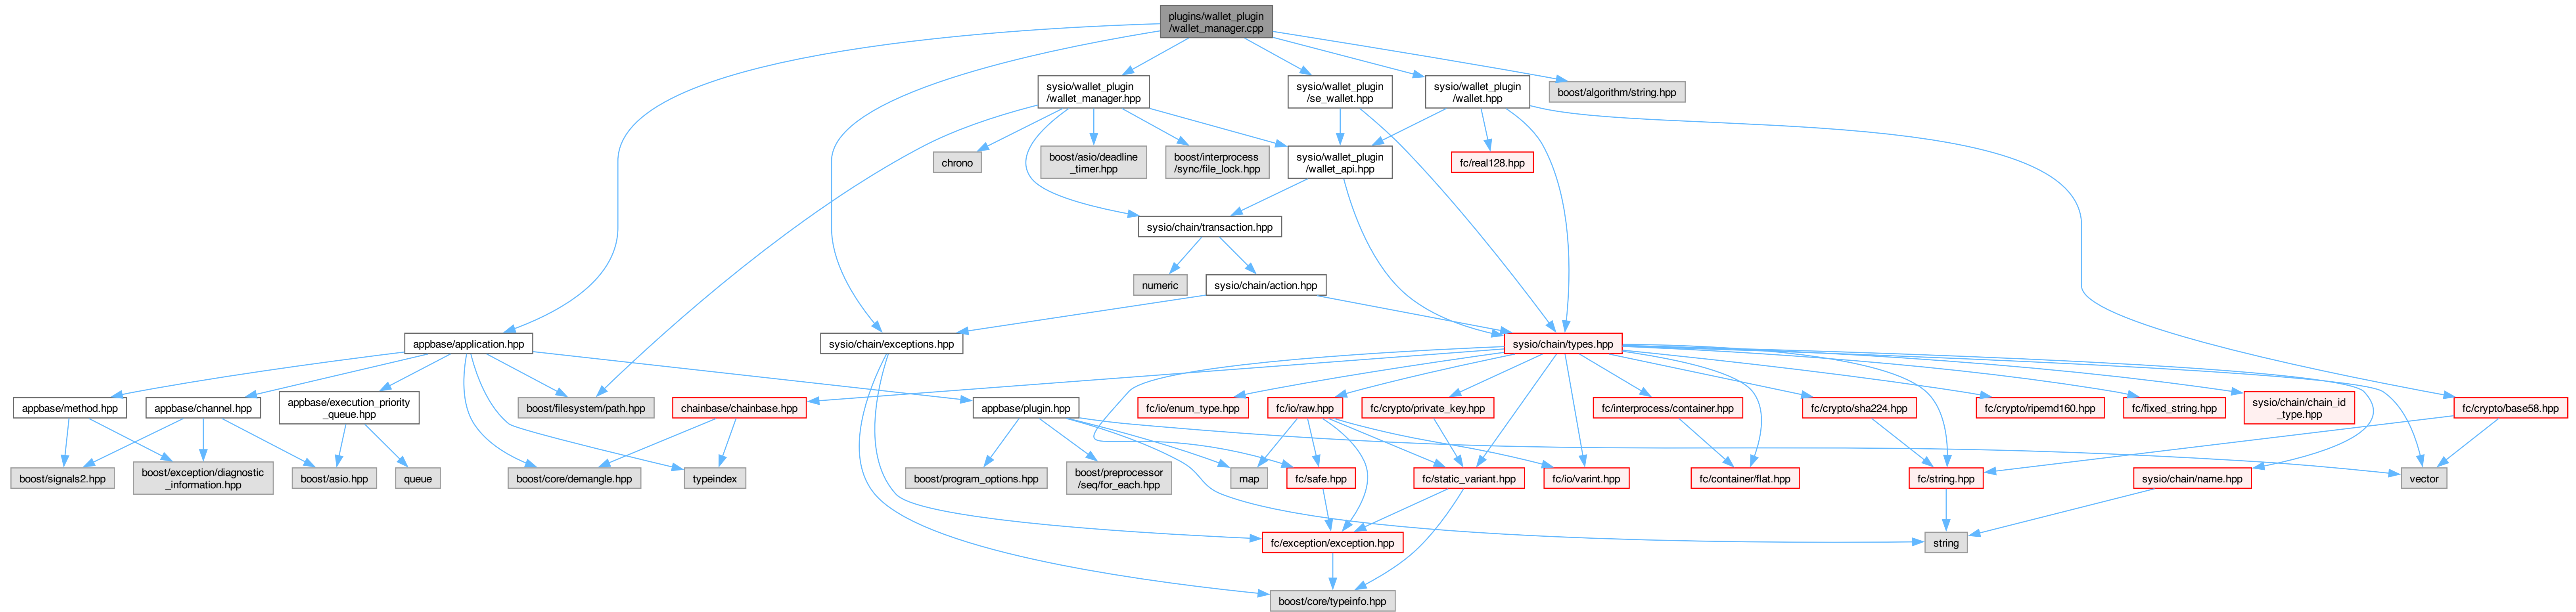 plugins/wallet_plugin
/wallet_manager.cpp
sysio/wallet_plugin
/wallet_manager.hpp
sysio/wallet_plugin
/se_wallet.hpp
sysio/wallet_plugin
/wallet.hpp
boost/algorithm/string.hpp
chrono
boost/asio/deadline
_timer.hpp
boost/interprocess
/sync/file_lock.hpp
sysio/wallet_plugin
/wallet_api.hpp
fc/real128.hpp
sysio/chain/transaction.hpp
numeric
sysio/chain/action.hpp
appbase/application.hpp
sysio/chain/exceptions.hpp
sysio/chain/types.hpp
appbase/method.hpp
appbase/channel.hpp
appbase/execution_priority
_queue.hpp
boost/filesystem/path.hpp
chainbase/chainbase.hpp
appbase/plugin.hpp
fc/io/enum_type.hpp
fc/io/raw.hpp
fc/crypto/private_key.hpp
fc/interprocess/container.hpp
fc/crypto/sha224.hpp
fc/crypto/ripemd160.hpp
fc/fixed_string.hpp
sysio/chain/chain_id
_type.hpp
fc/crypto/base58.hpp
boost/signals2.hpp
boost/exception/diagnostic
_information.hpp
boost/asio.hpp
queue
boost/core/demangle.hpp
typeindex
boost/program_options.hpp
boost/preprocessor
/seq/for_each.hpp
map
fc/safe.hpp
fc/static_variant.hpp
fc/io/varint.hpp
fc/container/flat.hpp
fc/string.hpp
sysio/chain/name.hpp
vector
fc/exception/exception.hpp
string
boost/core/typeinfo.hpp